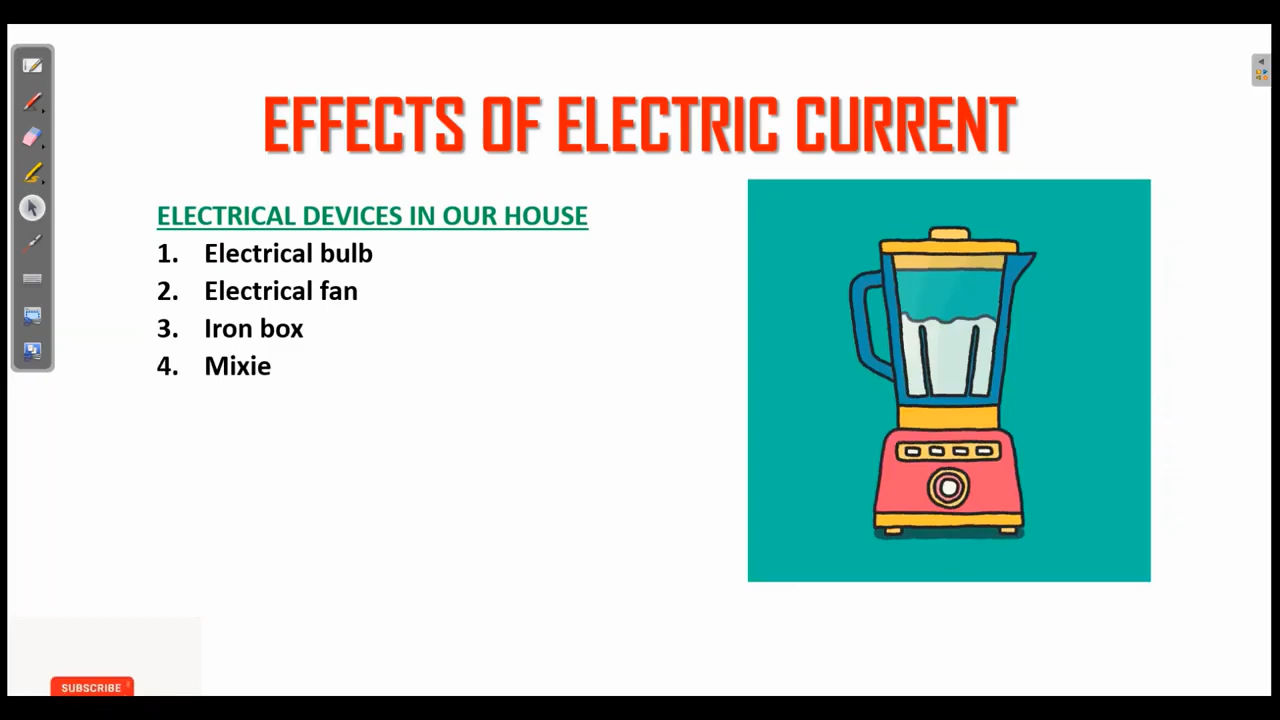 EFFECTS OF ELECTRIC CURRENT
ELECTRICAL DEVICES IN OUR HOUSE
1. Electrical bulb
2. Electrical fan
3. Iron box
4. Mixie
SUBSCRIBE